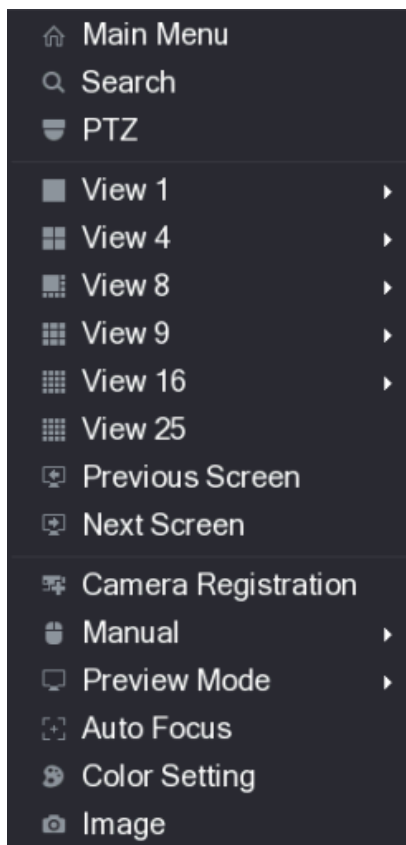 Main Menu
Search
PTZ
View 1
View 4
View 8
View 9
View 16
View 25
Previous Screen
Next Screen
Camera Registration
Manual
Preview Mode
Auto Focus
Color Setting
Image